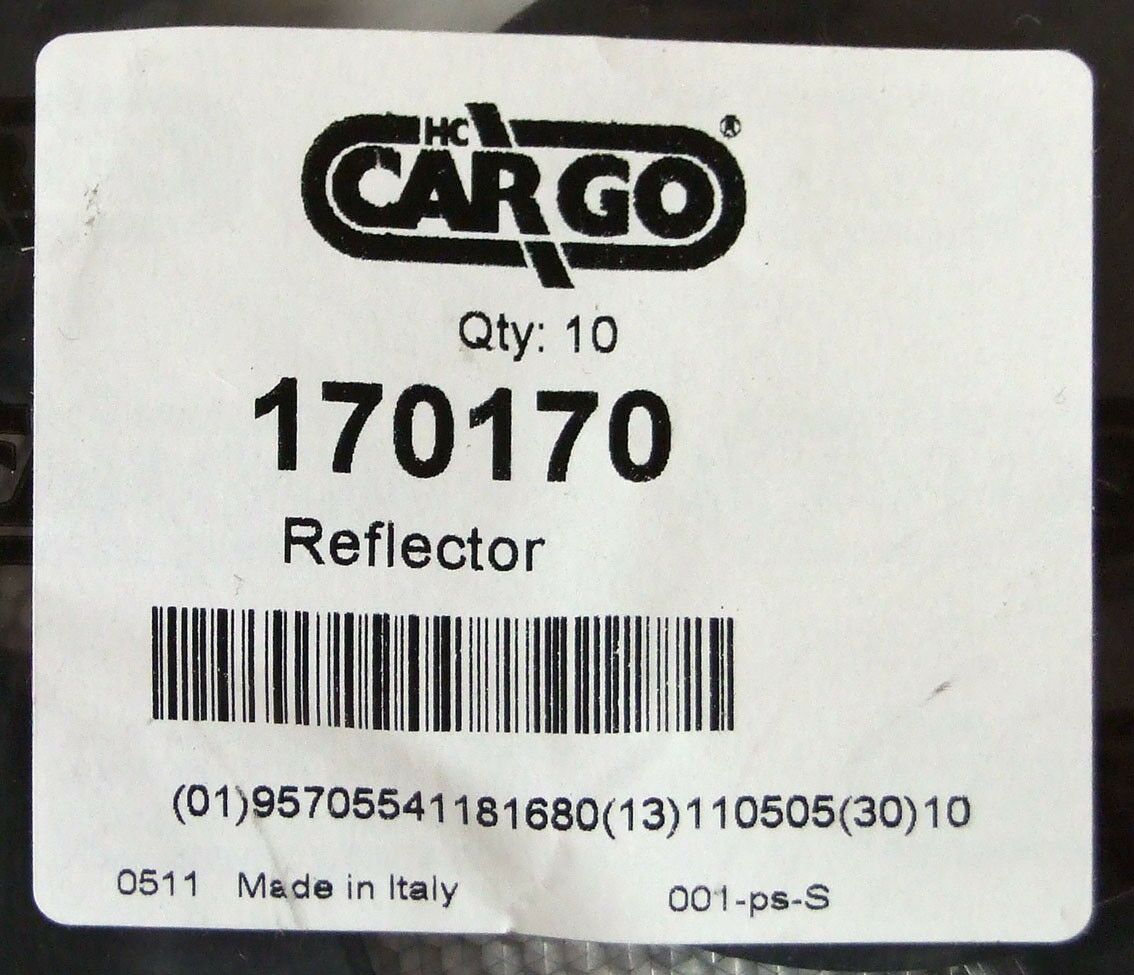 HC
CARGO®
Qty: 10
170170
Reflector
(01)95705541181680(13)110505(30)10
0511 Made in Italy 001-ps-S